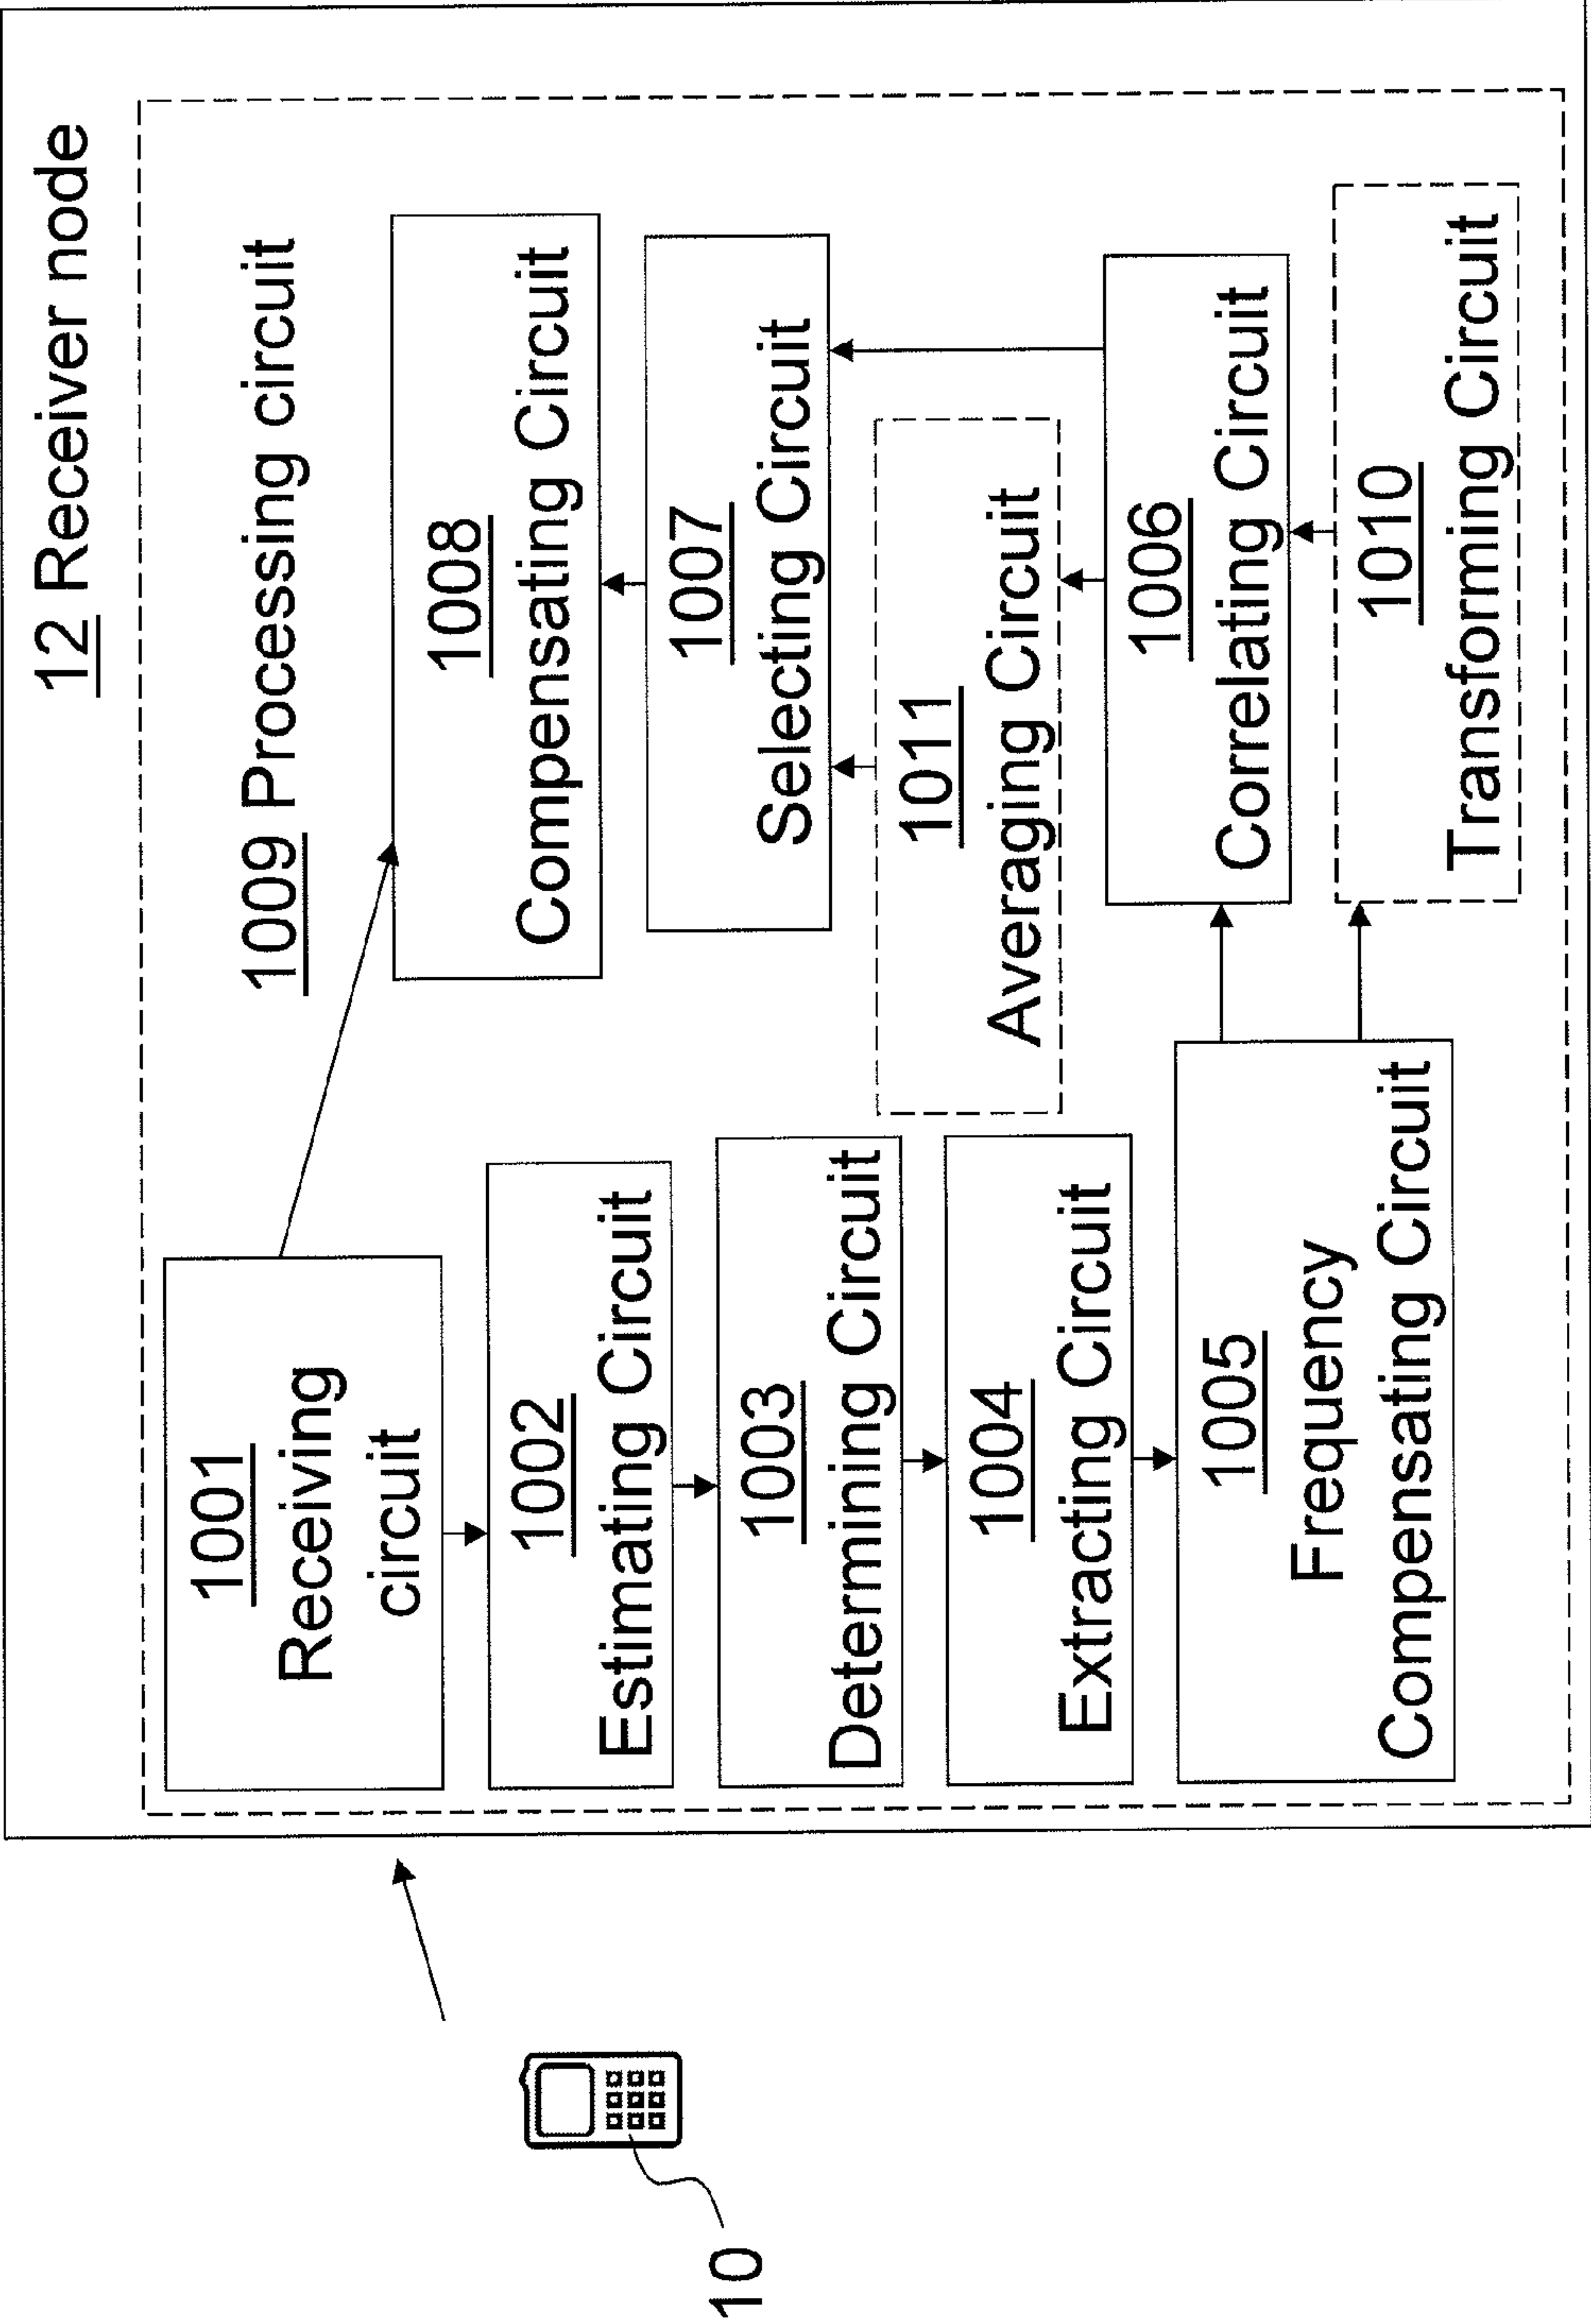 12 Receiver node
1009 Processing circuit
1001
Receiving
circuit
1002
Estimating Circuit
1003
Determining Circuit
1004
Extracting Circuit
1005
Frequency
Compensating Circuit
1008
Compensating Circuit
1007
Selecting Circuit
1011
Averaging Circuit
1006
Correlating Circuit
1010
Transforming Circuit
10